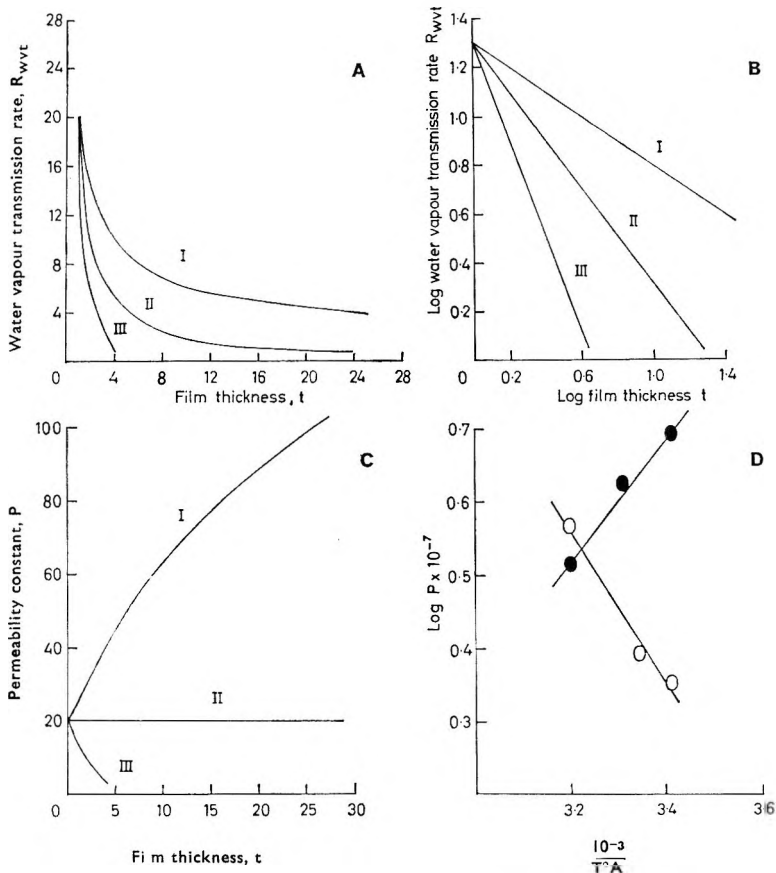 28
24
20
16
12
8
4
0
4
8
12
16
20
24
28
Water vapour transmission rate, Rwvt
Film thickness, t
A
I
II
III
1·4
1·2
1·0
0·8
0·6
0·4
0·2
0
0·2
0·6
1·0
1·4
Log water vapour transmission rate Rwvt
Log film thickness t
B
I
II
III
100
80
60
40
20
0
5
10
15
20
25
30
Permeability constant, P
Film thickness, t
C
I
II
III
0·7
0·6
0·5
0·4
0·3
3·2
3·4
3·6
Log P x 10⁻⁷
10⁻³
T°A
D